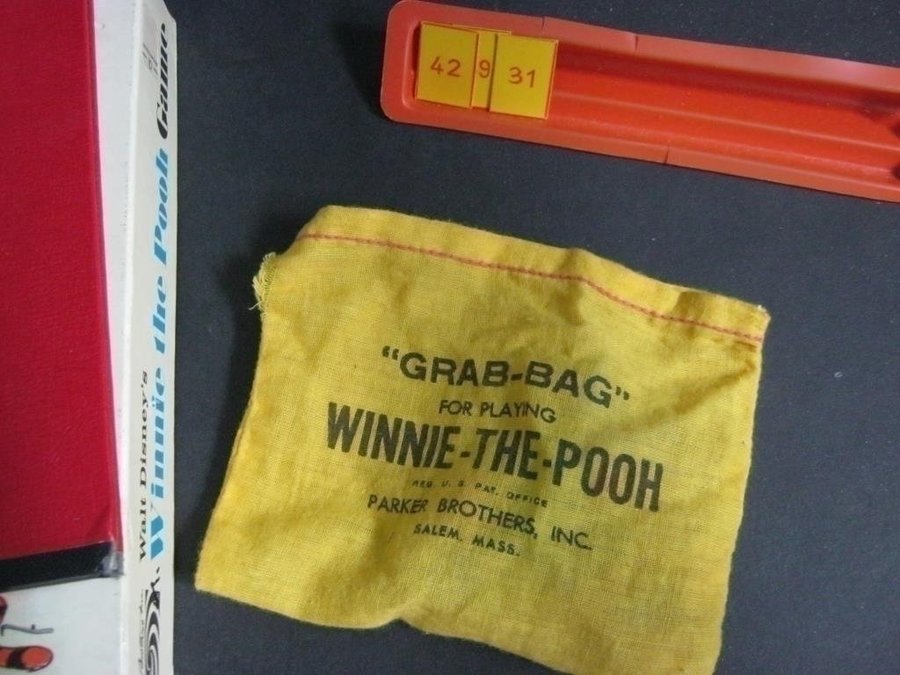 42 9 31
Walt Disney's
Winnie the Pooh Game
"GRAB-BAG"
FOR PLAYING
WINNIE-THE-POOH
REG. U. S. PAT. OFFICE
PARKER BROTHERS, INC.
SALEM, MASS.